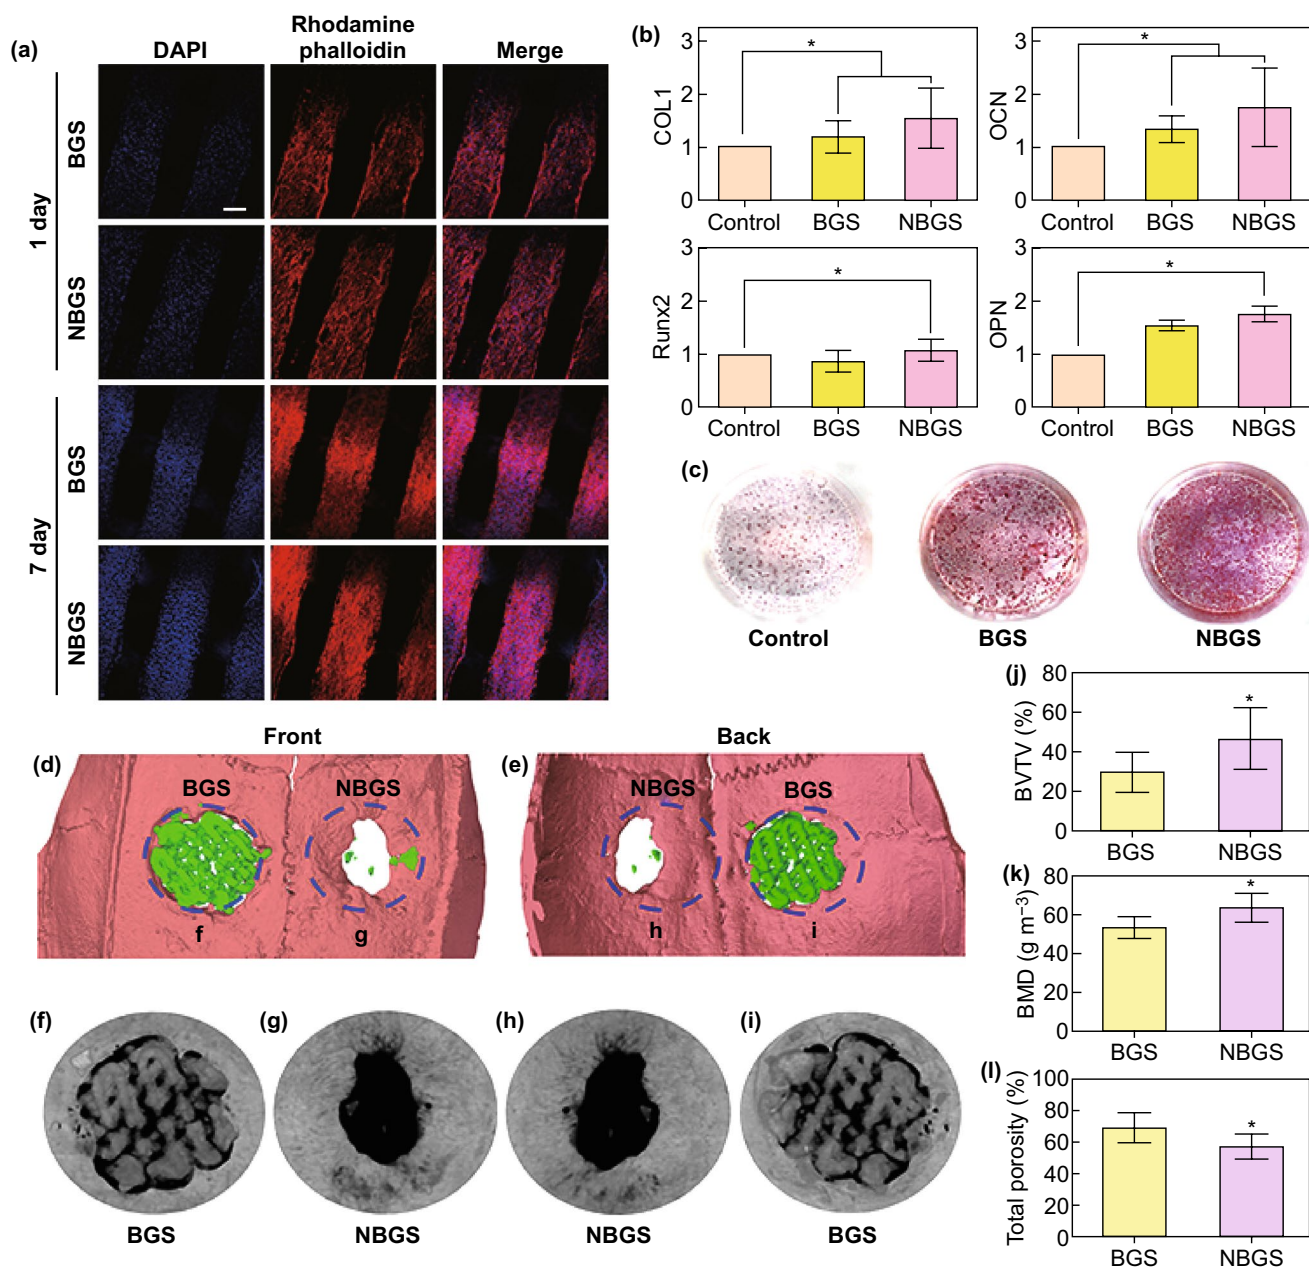 (a)
DAPI
Rhodamine
phalloidin
Merge
1 day
BGS
NBGS
7 day
BGS
NBGS
(b)
3
2
1
0
COL1
*
Control
BGS
NBGS
3
2
1
0
OCN
*
Control
BGS
NBGS
3
2
1
0
Runx2
*
Control
BGS
NBGS
3
2
1
0
OPN
*
Control
BGS
NBGS
(c)
Control
BGS
NBGS
Front
(d)
BGS
NBGS
f
g
Back
(e)
NBGS
BGS
h
i
(f)
BGS
(g)
NBGS
(h)
NBGS
(i)
BGS
(j)
80
60
40
20
0
BVTV (%)
*
BGS
NBGS
(k)
80
60
40
20
0
BMD (g m⁻³)
*
BGS
NBGS
(l)
100
80
60
40
20
0
Total porosity (%)
*
BGS
NBGS